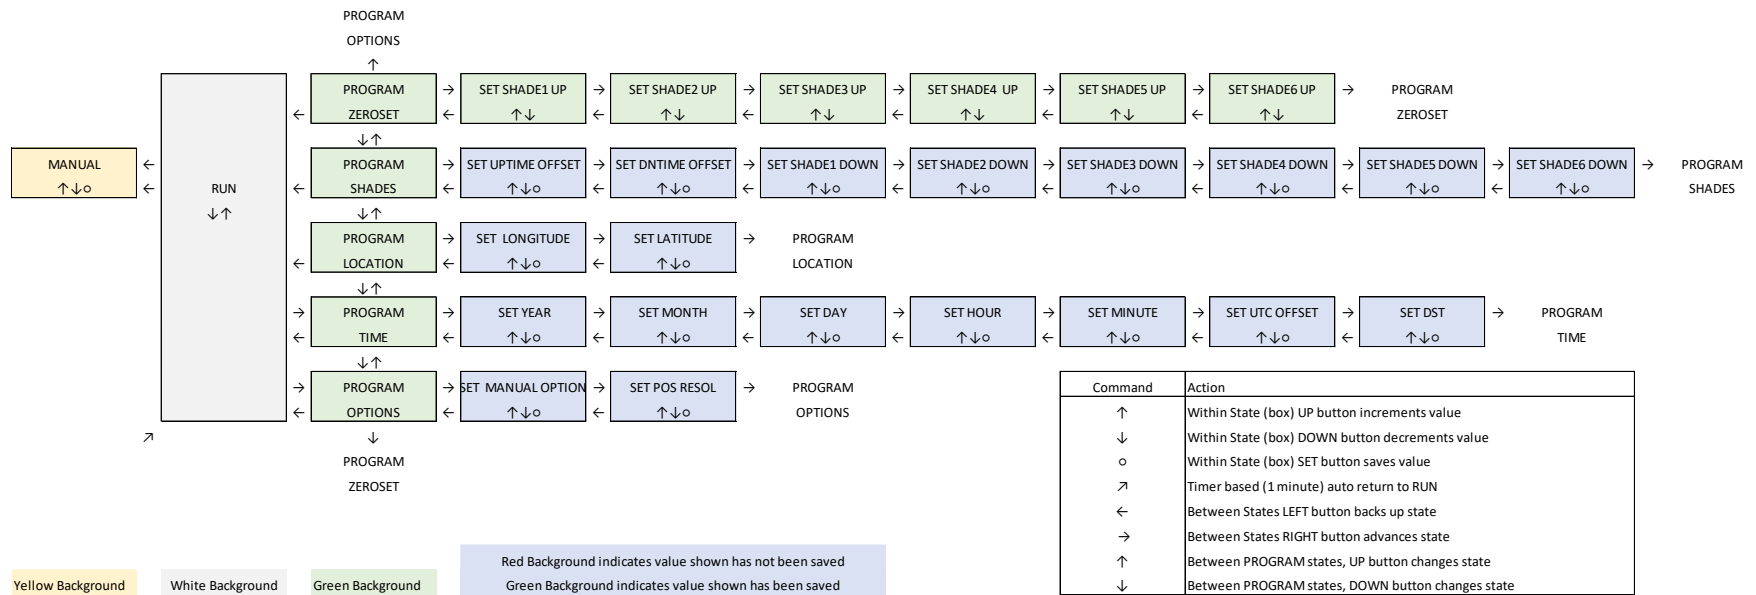 PROGRAM
OPTIONS
↑
PROGRAM → SET SHADE1 UP → SET SHADE2 UP → SET SHADE3 UP → SET SHADE4 UP → SET SHADE5 UP → SET SHADE6 UP → PROGRAM
← ZEROSET ← ↑↓ ← ↑↓ ← ↑↓ ← ↑↓ ← ↑↓ ← ↑↓ ZEROSET
↓↑
MANUAL ← PROGRAM → SET UPTIME OFFSET → SET DNTIME OFFSET → SET SHADE1 DOWN → SET SHADE2 DOWN → SET SHADE3 DOWN → SET SHADE4 DOWN → SET SHADE5 DOWN → SET SHADE6 DOWN → PROGRAM
↑↓○ ← RUN ← SHADES ← ↑↓○ ← ↑↓○ ← ↑↓○ ← ↑↓○ ← ↑↓○ ← ↑↓○ ← ↑↓○ ← ↑↓○ SHADES
↓↑ ↓↑
PROGRAM → SET LONGITUDE → SET LATITUDE → PROGRAM
← LOCATION ← ↑↓○ ← ↑↓○ LOCATION
↓↑
→ PROGRAM → SET YEAR → SET MONTH → SET DAY → SET HOUR → SET MINUTE → SET UTC OFFSET → SET DST → PROGRAM
← TIME ← ↑↓○ ← ↑↓○ ← ↑↓○ ← ↑↓○ ← ↑↓○ ← ↑↓○ ← ↑↓○ TIME
↓↑
→ PROGRAM → SET MANUAL OPTION → SET POS RESOL → PROGRAM
← OPTIONS ← ↑↓○ ← ↑↓○ OPTIONS
↗ ↓
PROGRAM
ZEROSET
Command Action
↑ Within State (box) UP button increments value
↓ Within State (box) DOWN button decrements value
○ Within State (box) SET button saves value
↗ Timer based (1 minute) auto return to RUN
← Between States LEFT button backs up state
→ Between States RIGHT button advances state
↑ Between PROGRAM states, UP button changes state
↓ Between PROGRAM states, DOWN button changes state
Red Background indicates value shown has not been saved
Yellow Background White Background Green Background Green Background indicates value shown has been saved